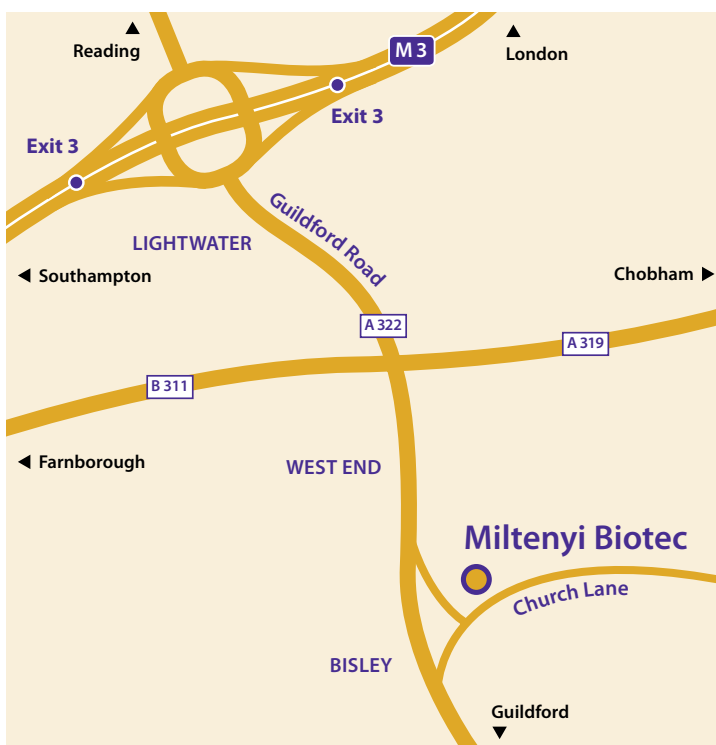 Reading
M 3
London
Exit 3
Exit 3
LIGHTWATER
Guildford Road
Southampton
Chobham
A 322
A 319
B 311
Farnborough
WEST END
Miltenyi Biotec
Church Lane
BISLEY
Guildford